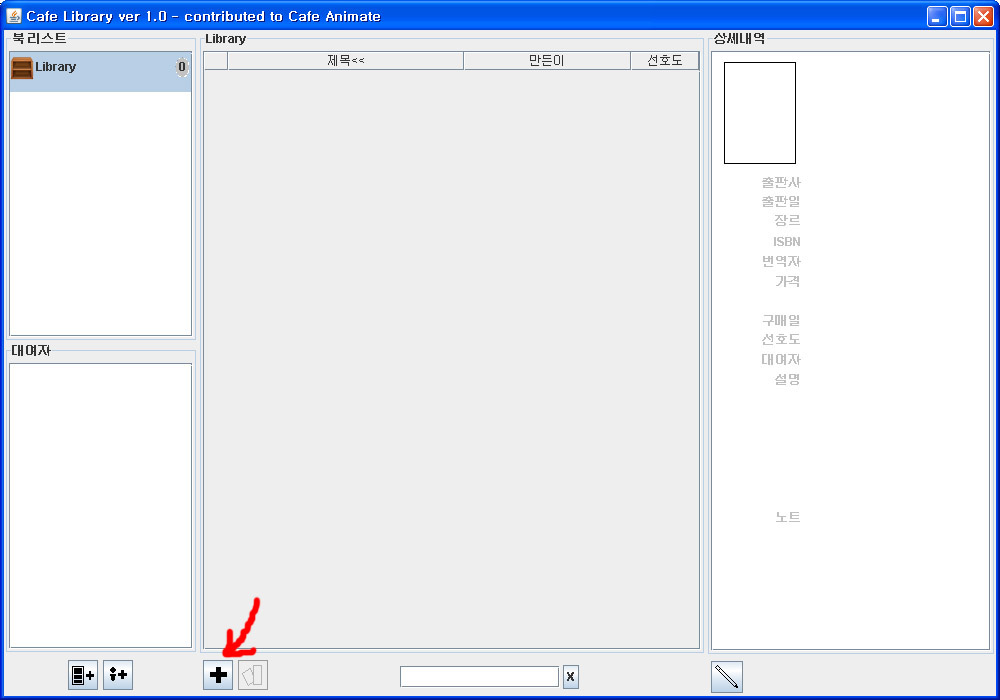 Cafe Library ver 1.0 - contributed to Cafe Animate
북리스트
Library 0
대여자
Library
제목<< 만든이 선호도
x
상세내역
출판사
출판일
장르
ISBN
번역자
가격
구매일
선호도
대여자
설명
노트